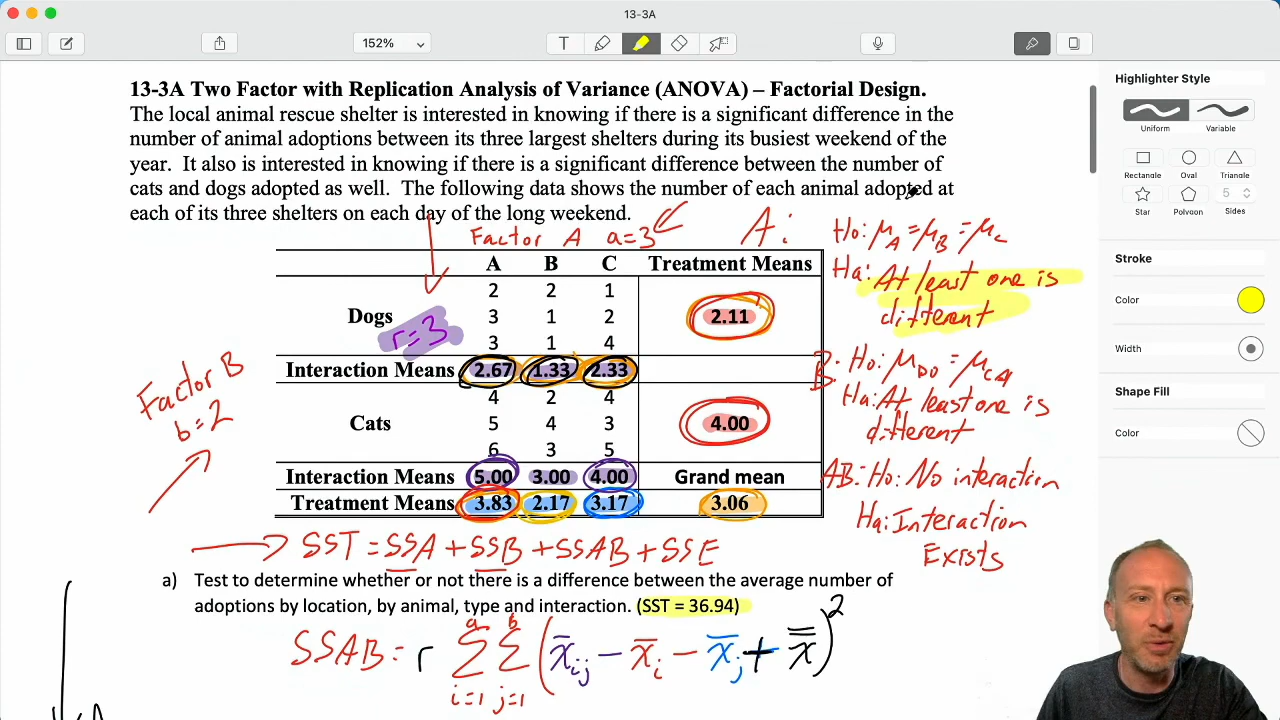 13-3A
152%
T
13-3A Two Factor with Replication Analysis of Variance (ANOVA) – Factorial Design.
The local animal rescue shelter is interested in knowing if there is a significant difference in the
number of animal adoptions between its three largest shelters during its busiest weekend of the
year. It also is interested in knowing if there is a significant difference between the number of
cats and dogs adopted as well. The following data shows the number of each animal adopted at
each of its three shelters on each day of the long weekend.
Factor A a=3
A:
A B C Treatment Means
2 2 1
Dogs 3 1 2 2.11
r=3
3 1 4
Interaction Means 2.67 1.33 2.33
4 2 4
Cats 5 4 3 4.00
6 3 5
Interaction Means 5.00 3.00 4.00 Grand mean
Treatment Means 3.83 2.17 3.17 3.06
Factor B
b=2
Ho: μA = μB = μC
Ha: At least one is
different
B: Ho: μDO = μCA
Ha: At least one is
different
AB: Ho: No interaction
Ha: Interaction
Exists
SST = SSA + SSB + SSAB + SSE
a) Test to determine whether or not there is a difference between the average number of
adoptions by location, by animal, type and interaction. (SST = 36.94)
SSAB = r a∑i=1 b∑j=1 (x̄ij − x̄i − x̄j + x̿)²
Highlighter Style
Uniform Variable
Rectangle Oval Triangle
Star Polygon 5 Sides
Stroke
Color
Width
Shape Fill
Color